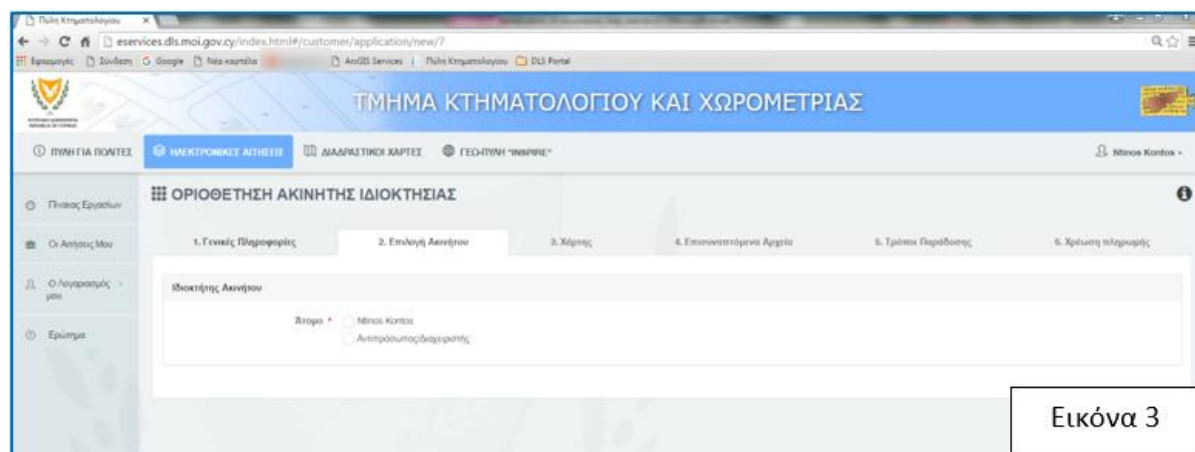 Πύλη Κτηματολογίου
eservices.dls.moi.gov.cy/index.html#/customer/application/new/7
Εφαρμογές Σύνδεση Google Νέα καρτέλα ArcGIS Services Πύλη Κτηματολογίου DLS Portal
ΤΜΗΜΑ ΚΤΗΜΑΤΟΛΟΓΙΟΥ ΚΑΙ ΧΩΡΟΜΕΤΡΙΑΣ
ΠΥΛΗ ΓΙΑ ΠΟΛΙΤΕΣ ΗΛΕΚΤΡΟΝΙΚΕΣ ΑΙΤΗΣΕΙΣ ΔΙΑΔΡΑΣΤΙΚΟΙ ΧΑΡΤΕΣ ΓΕΩ-ΠΥΛΗ "INSPIRE" Ntinos Kontos
ΟΡΙΟΘΕΤΗΣΗ ΑΚΙΝΗΤΗΣ ΙΔΙΟΚΤΗΣΙΑΣ
Πίνακας Εργασιών
Οι Αιτήσεις Μου
Ο Λογαριασμός μου
Ερώτημα
1. Γενικές Πληροφορίες 2. Επιλογή Ακινήτου 3. Χάρτης 4. Επισυναπτόμενα Αρχεία 5. Τρόποι Παράδοσης 6. Χρέωση πληρωμής
Ιδιοκτήτης Ακινήτου
Άτομο * Ntinos Kontos
Αντιπρόσωπος/Διαχειριστής
Εικόνα 3